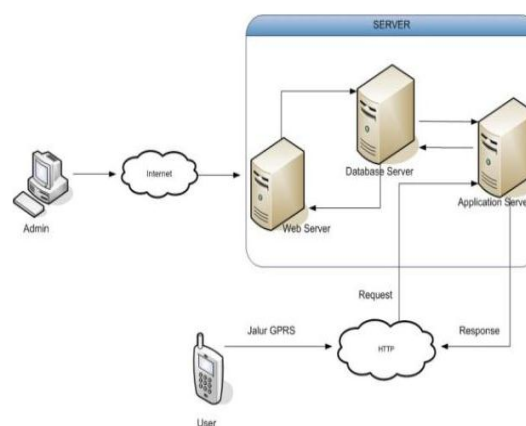 SERVER
Database Server
Internet
Application Serve
Admin
Web Server
Request
Jalur GPRS
Response
HTTP
User